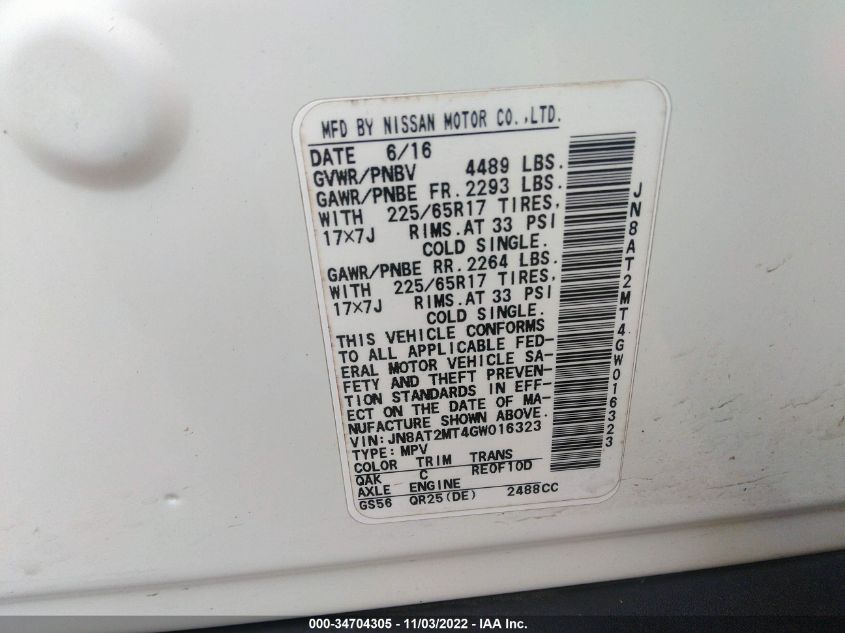 MFD BY NISSAN MOTOR CO.,LTD.
DATE 6/16
GVWR/PNBV 4489 LBS.
GAWR/PNBE FR.2293 LBS.
WITH 225/65R17 TIRES,
17×7J RIMS.AT 33 PSI
COLD SINGLE.
GAWR/PNBE RR.2264 LBS.
WITH 225/65R17 TIRES,
17×7J RIMS.AT 33 PSI
COLD SINGLE.
THIS VEHICLE CONFORMS
TO ALL APPLICABLE FED-
ERAL MOTOR VEHICLE SA-
FETY AND THEFT PREVEN-
TION STANDARDS IN EFF-
ECT ON THE DATE OF MA-
NUFACTURE SHOWN ABOVE.
VIN:JN8AT2MT4GW016323
TYPE:MPV
COLOR TRIM TRANS
QAK C RE0F10D
AXLE ENGINE
GS56 QR25(DE) 2488CC
JN8AT2MT4GW016323
000-34704305 - 11/03/2022 - IAA Inc.